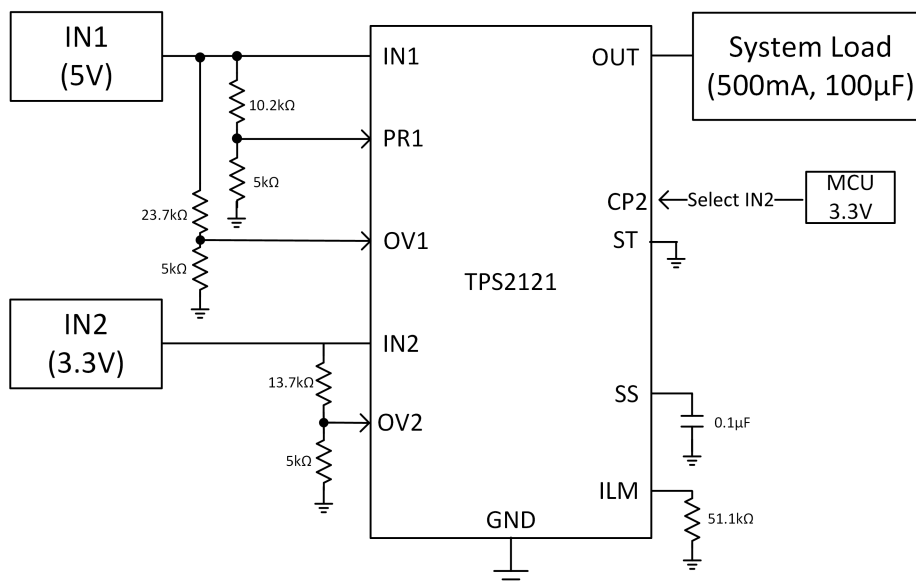 IN1
(5V)
IN1
OUT
System Load
(500mA, 100µF)
10.2kΩ
PR1
5kΩ
CP2
Select IN2
MCU
3.3V
23.7kΩ
OV1
ST
5kΩ
TPS2121
IN2
(3.3V)
IN2
13.7kΩ
SS
OV2
0.1µF
5kΩ
ILM
GND
51.1kΩ